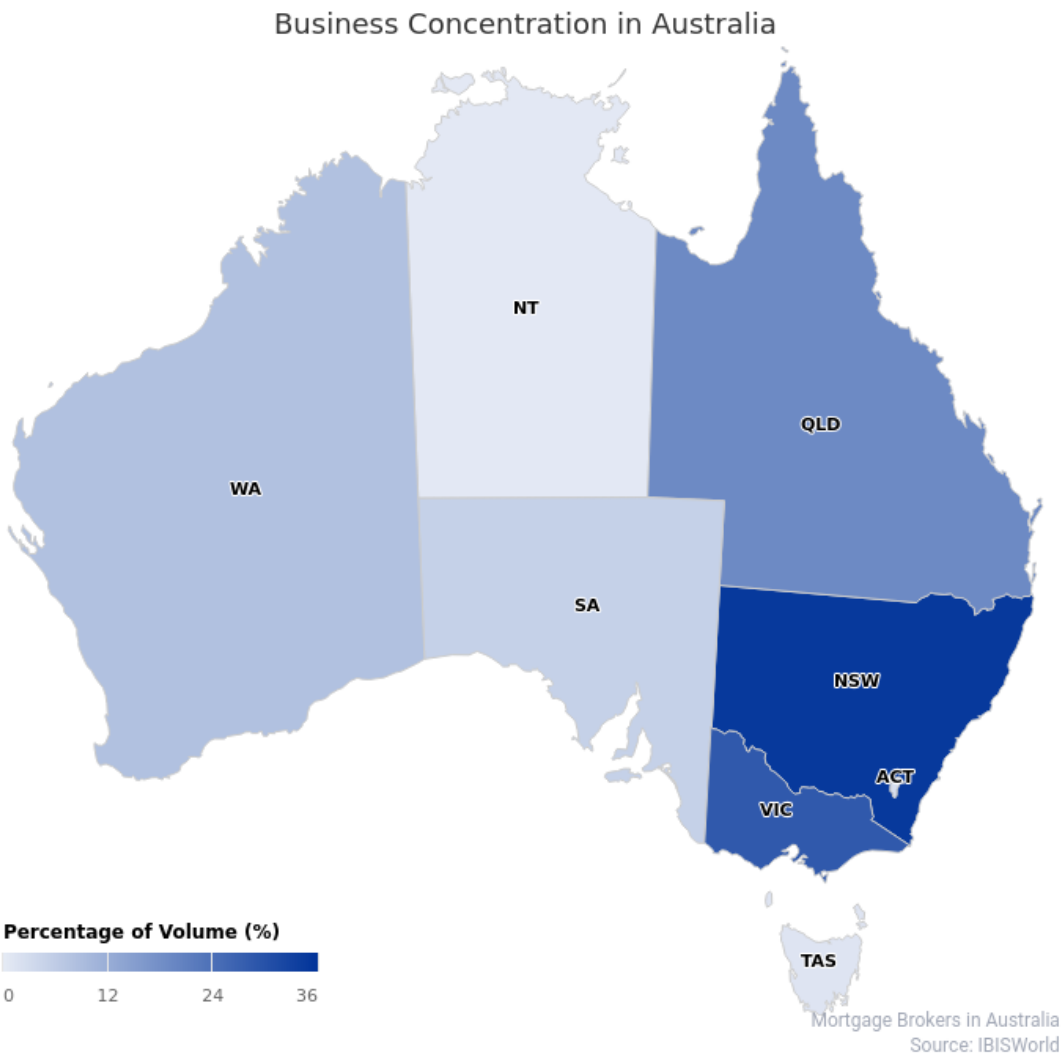 Business Concentration in Australia
NT
QLD
WA
SA
NSW
ACT
VIC
Percentage of Volume (%)
0 12 24 36
TAS
Mortgage Brokers in Australia
Source: IBISWorld